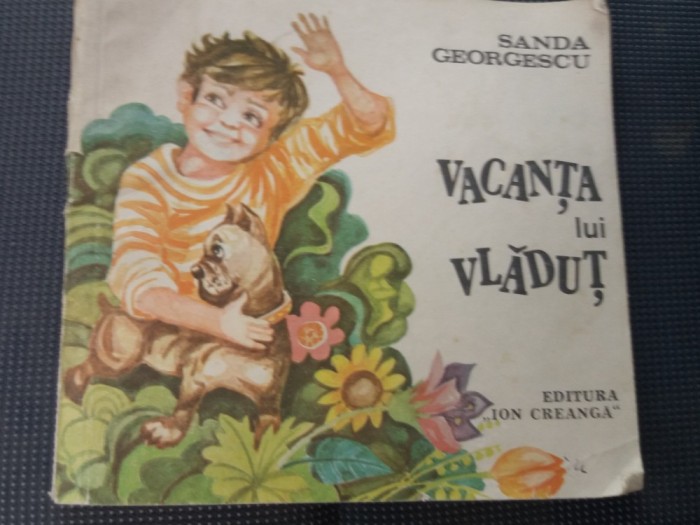 SANDA
GEORGESCU
VACANȚA
lui
VLĂDUȚ
EDITURA
„ION CREANGĂ“